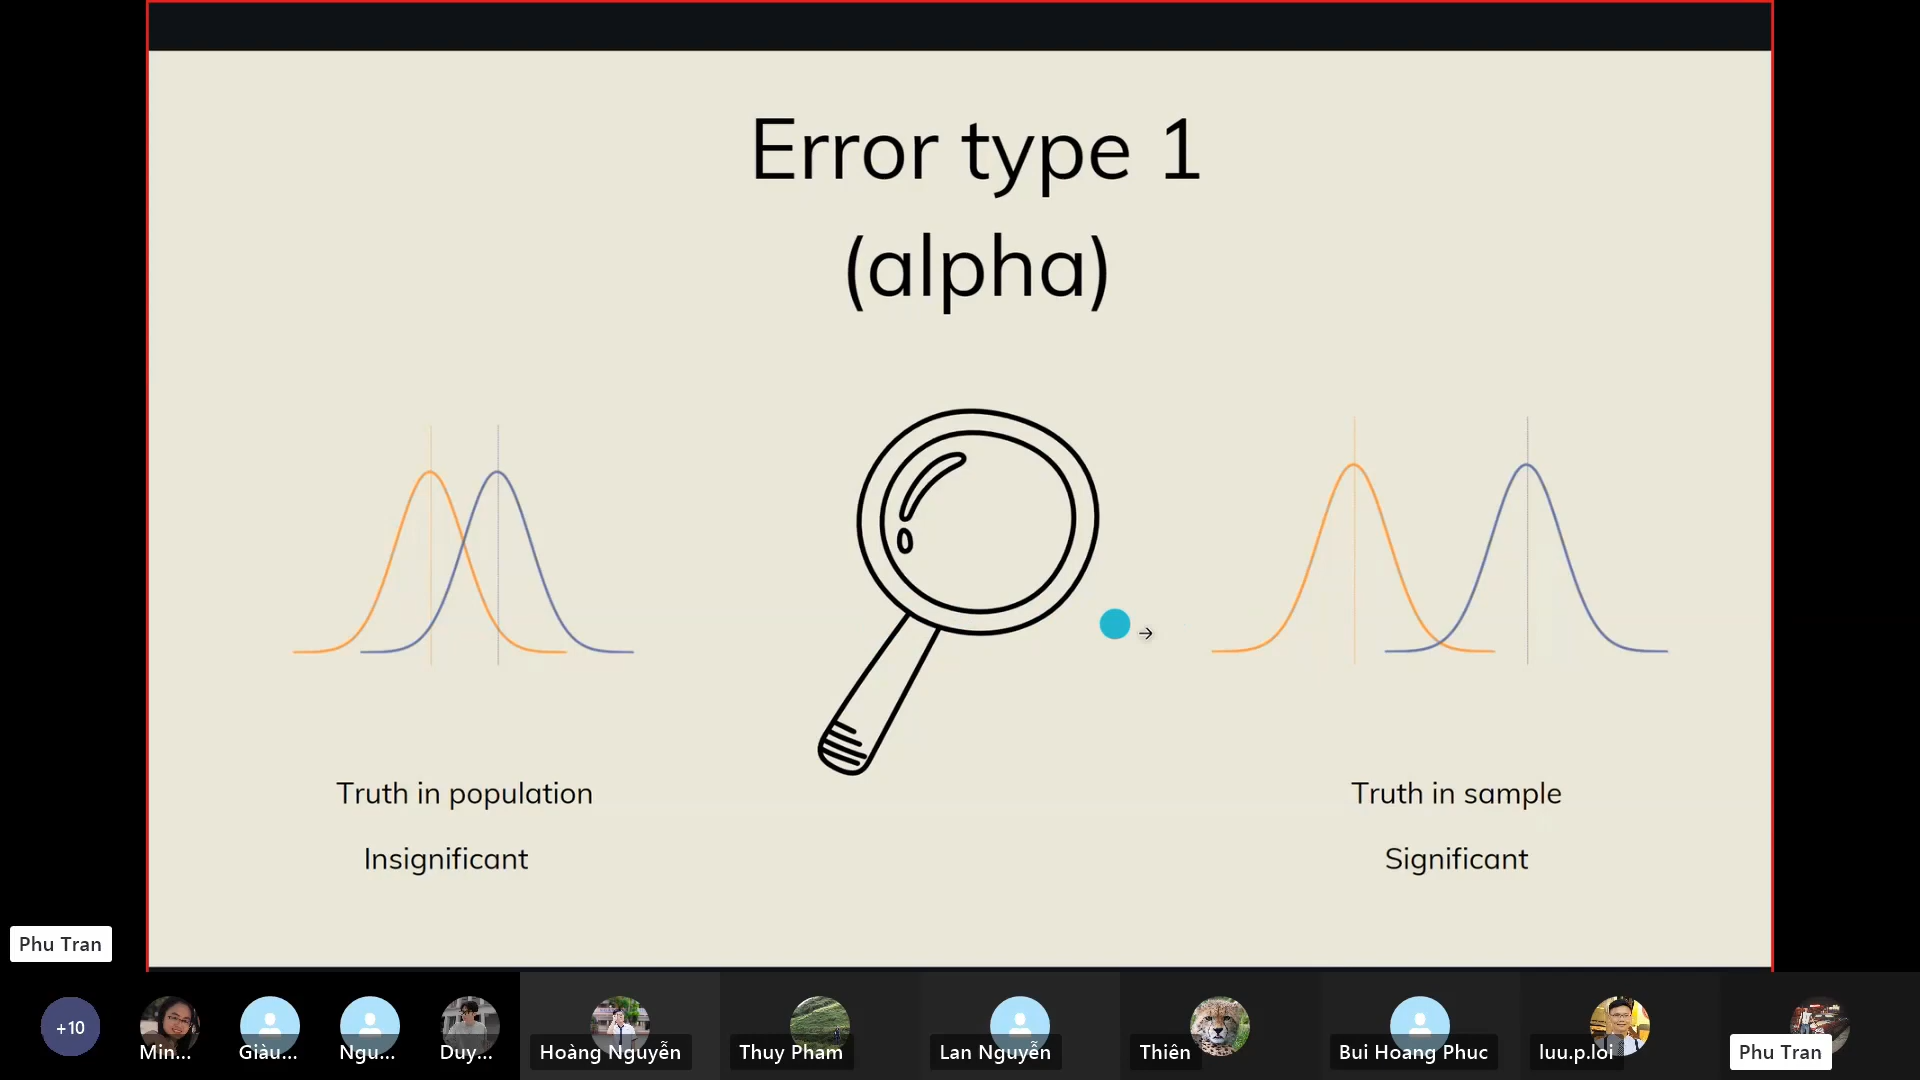 Error type 1
(alpha)
Truth in population
Truth in sample
Insignificant
Significant
Phu Tran
+10
Min...
Giàu...
Ngu...
Duy...
Hoàng Nguyễn
Thuy Pham
Lan Nguyễn
Thiên
Bui Hoang Phuc
luu.p.loi
Phu Tran